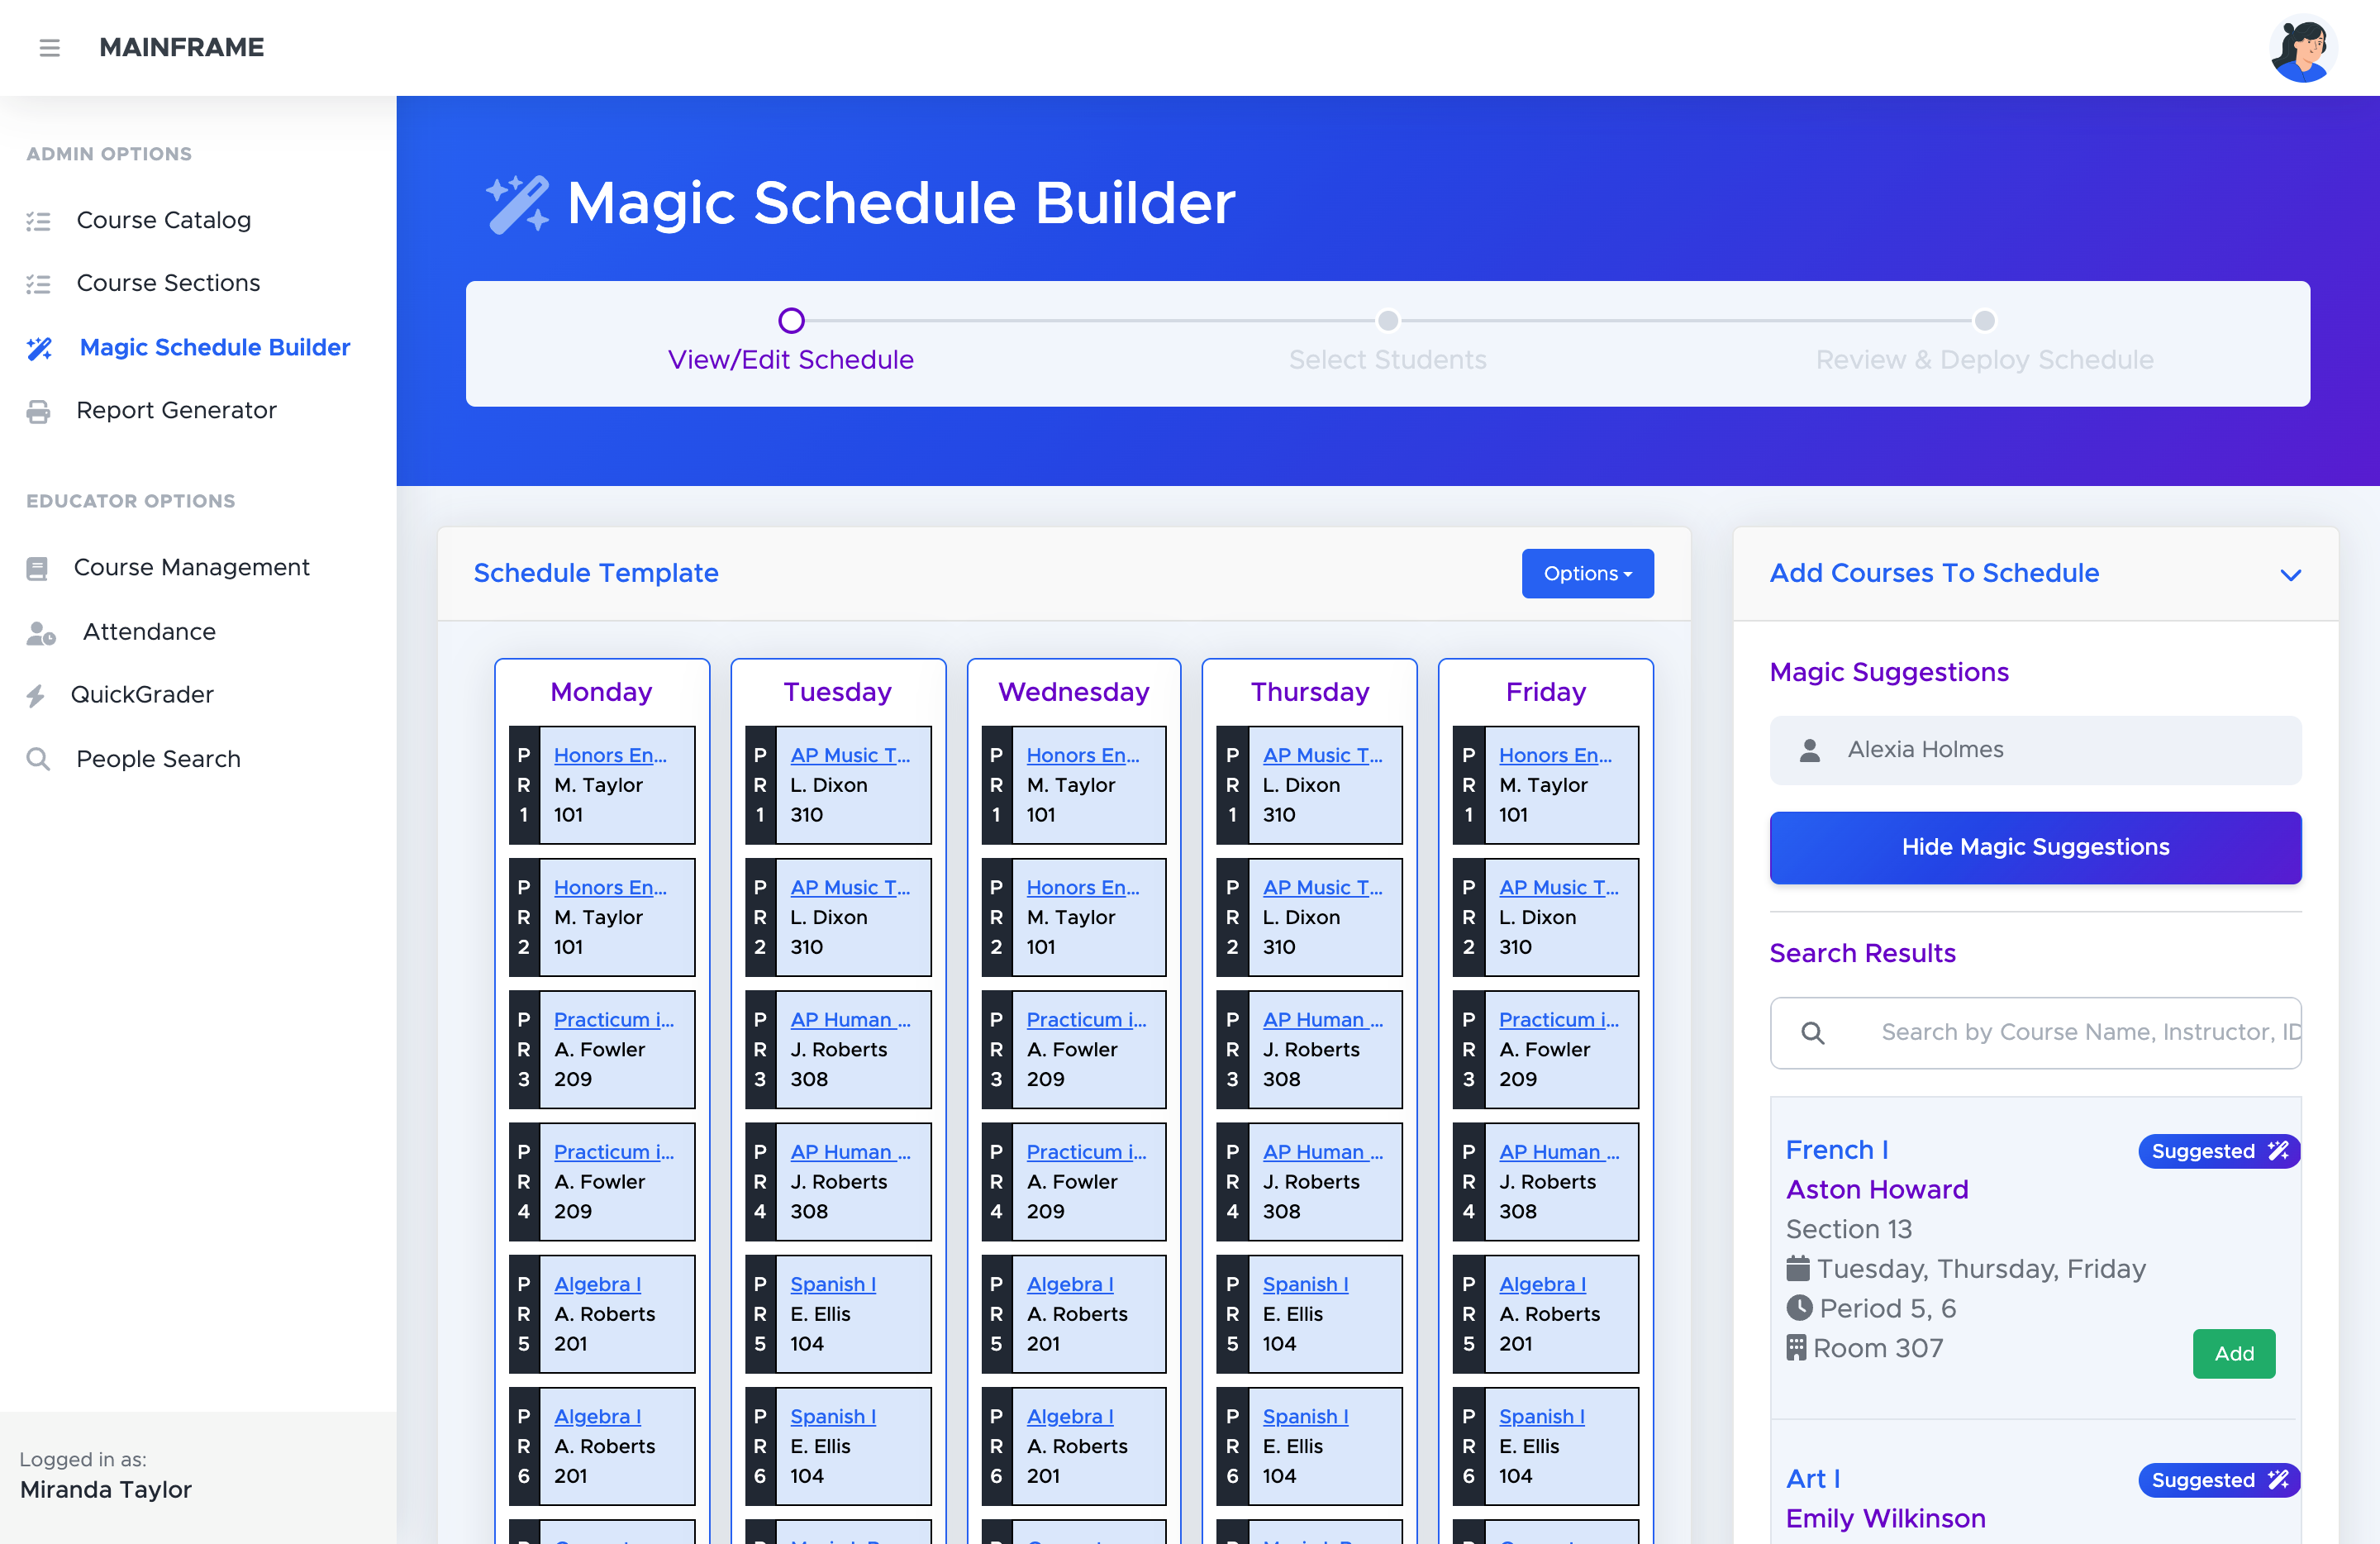 MAINFRAME
ADMIN OPTIONS
Course Catalog
Course Sections
Magic Schedule Builder
Report Generator
EDUCATOR OPTIONS
Course Management
Attendance
QuickGrader
People Search
Logged in as:
Miranda Taylor
Magic Schedule Builder
View/Edit Schedule
Select Students
Review & Deploy Schedule
Schedule Template
Options
Monday
PR1
Honors En...
M. Taylor
101
PR2
Honors En...
M. Taylor
101
PR3
Practicum i...
A. Fowler
209
PR4
Practicum i...
A. Fowler
209
PR5
Algebra I
A. Roberts
201
PR6
Algebra I
A. Roberts
201
Tuesday
PR1
AP Music T...
L. Dixon
310
PR2
AP Music T...
L. Dixon
310
PR3
AP Human ...
J. Roberts
308
PR4
AP Human ...
J. Roberts
308
PR5
Spanish I
E. Ellis
104
PR6
Spanish I
E. Ellis
104
Wednesday
PR1
Honors En...
M. Taylor
101
PR2
Honors En...
M. Taylor
101
PR3
Practicum i...
A. Fowler
209
PR4
Practicum i...
A. Fowler
209
PR5
Algebra I
A. Roberts
201
PR6
Algebra I
A. Roberts
201
Thursday
PR1
AP Music T...
L. Dixon
310
PR2
AP Music T...
L. Dixon
310
PR3
AP Human ...
J. Roberts
308
PR4
AP Human ...
J. Roberts
308
PR5
Spanish I
E. Ellis
104
PR6
Spanish I
E. Ellis
104
Friday
PR1
Honors En...
M. Taylor
101
PR2
AP Music T...
L. Dixon
310
PR3
Practicum i...
A. Fowler
209
PR4
AP Human ...
J. Roberts
308
PR5
Algebra I
A. Roberts
201
PR6
Spanish I
E. Ellis
104
Add Courses To Schedule
Magic Suggestions
Alexia Holmes
Hide Magic Suggestions
Search Results
Search by Course Name, Instructor, ID
French I
Suggested
Aston Howard
Section 13
Tuesday, Thursday, Friday
Period 5, 6
Room 307
Add
Art I
Suggested
Emily Wilkinson